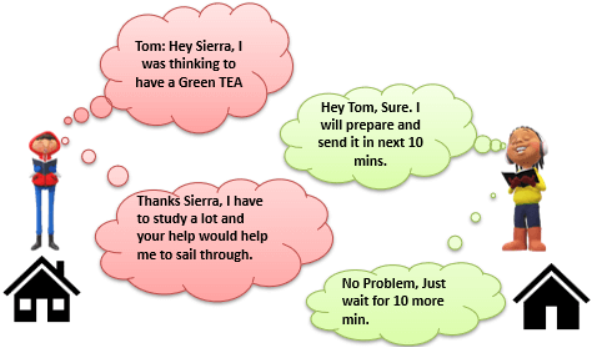 Tom: Hey Sierra, I
was thinking to
have a Green TEA
Hey Tom, Sure. I
will prepare and
send it in next 10
mins.
Thanks Sierra, I have
to study a lot and
your help would help
me to sail through.
No Problem, Just
wait for 10 more
min.